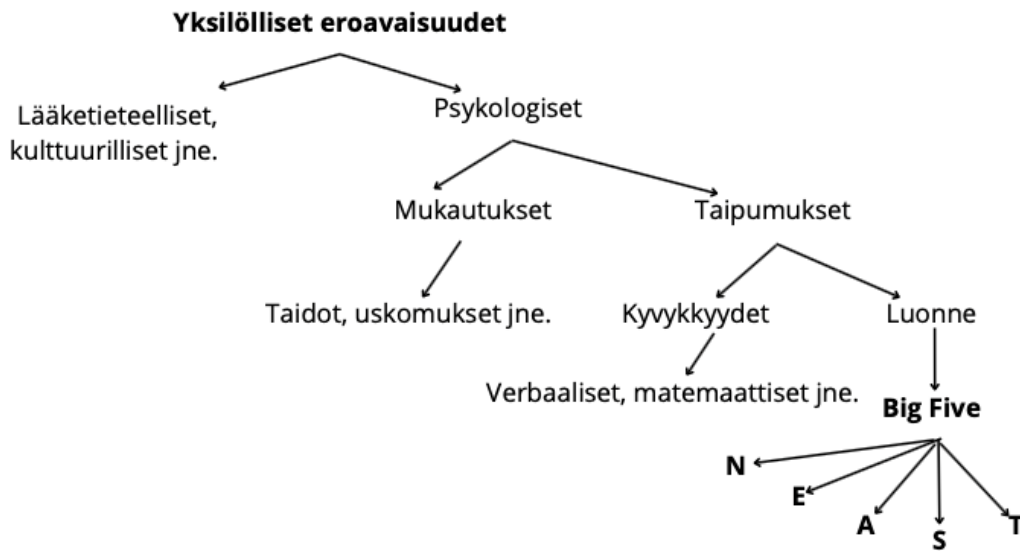 Yksilölliset eroavaisuudet
Lääketieteelliset,
kulttuurilliset jne.
Psykologiset
Mukautukset
Taipumukset
Taidot, uskomukset jne.
Kyvykkyydet
Luonne
Verbaaliset, matemaattiset jne.
Big Five
N
E
A
S
T